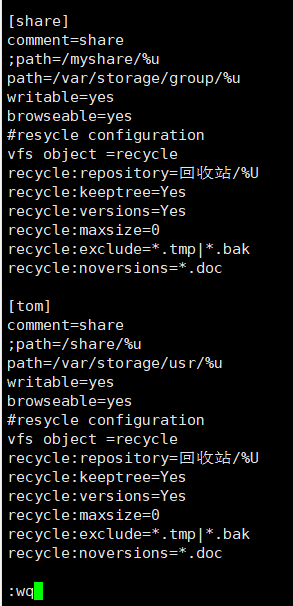 [share]
comment=share
;path=/myshare/%u
path=/var/storage/group/%u
writable=yes
browseable=yes
#resycle configuration
vfs object =recycle
recycle:repository=回收站/%U
recycle:keeptree=Yes
recycle:versions=Yes
recycle:maxsize=0
recycle:exclude=*.tmp|*.bak
recycle:noversions=*.doc
[tom]
comment=share
;path=/share/%u
path=/var/storage/usr/%u
writable=yes
browseable=yes
#resycle configuration
vfs object =recycle
recycle:repository=回收站/%U
recycle:keeptree=Yes
recycle:versions=Yes
recycle:maxsize=0
recycle:exclude=*.tmp|*.bak
recycle:noversions=*.doc
:wq